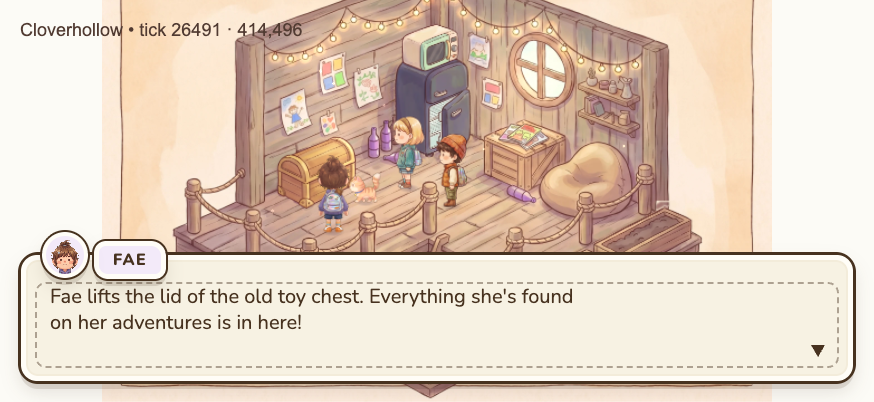 Cloverhollow • tick 26491 · 414,496
FAE
Fae lifts the lid of the old toy chest. Everything she's found
on her adventures is in here!